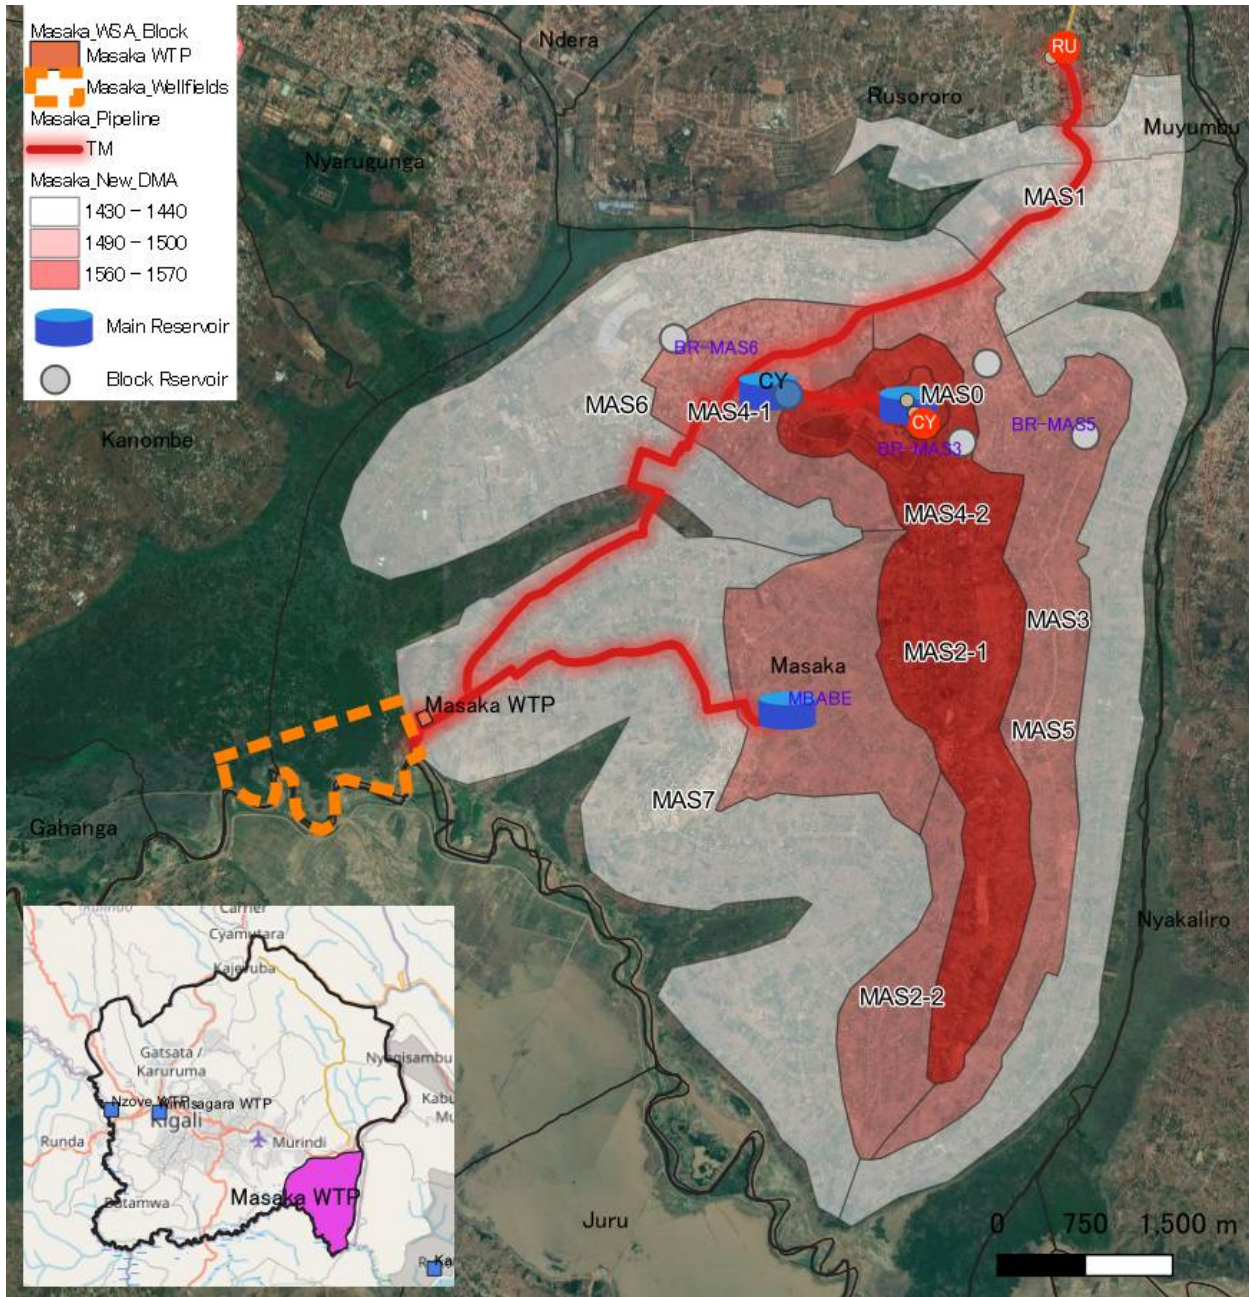 Masaka_WSA_Block
Masaka WTP
Masaka_Wellfields
Masaka_Pipeline
TM
Masaka_New_DMA
1430 – 1440
1490 – 1500
1560 – 1570
Main Reservoir
Block Rservoir
Ndera
RU
Rusororo
Muyumbu
Nyarugunga
MAS1
BR-MAS6
CY
MAS0
MAS6
MAS4-1
CY
BR-MAS5
BR-MAS3
Kanombe
MAS4-2
MAS3
MAS2-1
Masaka
MBABE
Masaka WTP
MAS5
MAS7
Gahanga
Nyakaliro
MAS2-2
Juru
0 750 1,500 m
Carrier
Cyamutara
Kajevuba
Gatsata /
Karuruma
Nzove WTP
Kimisagara WTP
Kigali
Runda
Murindi
Masaka WTP